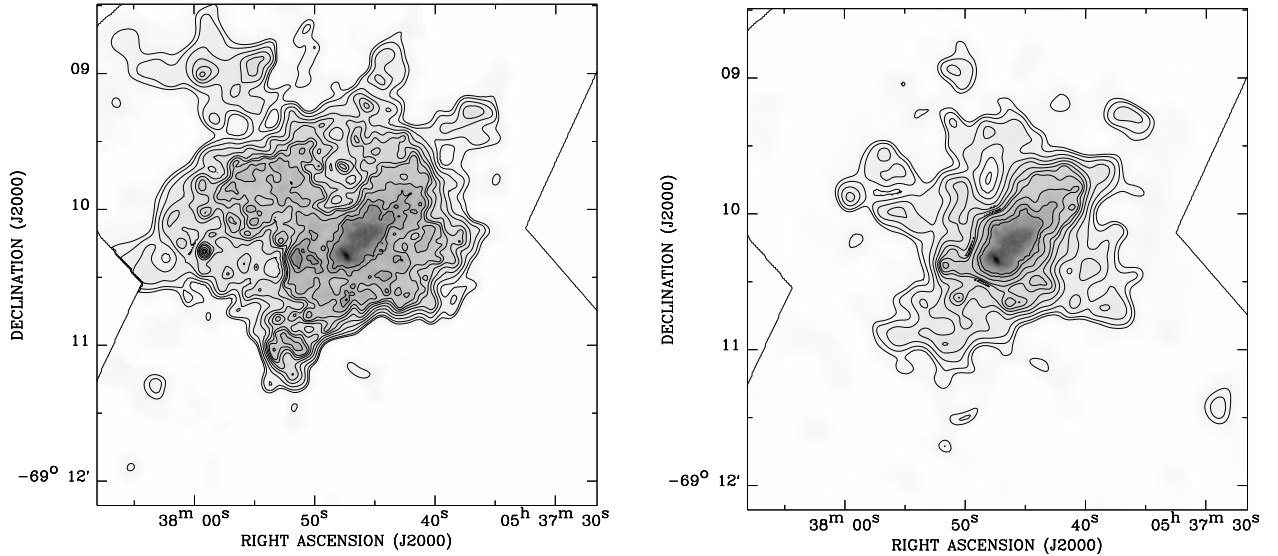 09
10
11
−69° 12′
DECLINATION (J2000)
38ᵐ 00ˢ 50ˢ 40ˢ 05ʰ 37ᵐ 30ˢ
RIGHT ASCENSION (J2000)
09
10
11
−69° 12′
DECLINATION (J2000)
38ᵐ 00ˢ 50ˢ 40ˢ 05ʰ 37ᵐ 30ˢ
RIGHT ASCENSION (J2000)